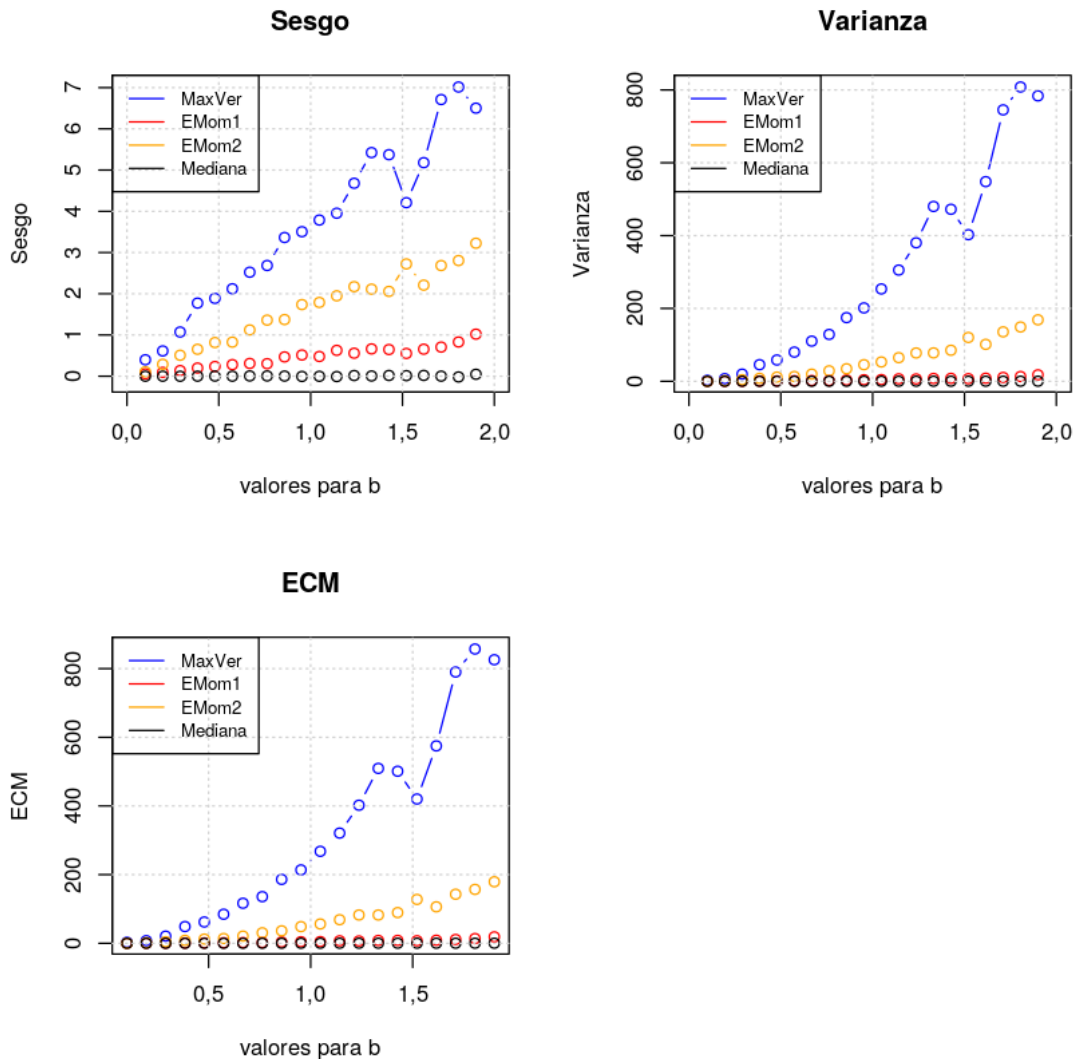 Sesgo
MaxVer
EMom1
EMom2
Mediana
Sesgo
7
6
5
4
3
2
1
0
0,0 0,5 1,0 1,5 2,0
valores para b
Varianza
MaxVer
EMom1
EMom2
Mediana
Varianza
800
600
400
200
0
0,0 0,5 1,0 1,5 2,0
valores para b
ECM
MaxVer
EMom1
EMom2
Mediana
ECM
800
600
400
200
0
0,5 1,0 1,5
valores para b